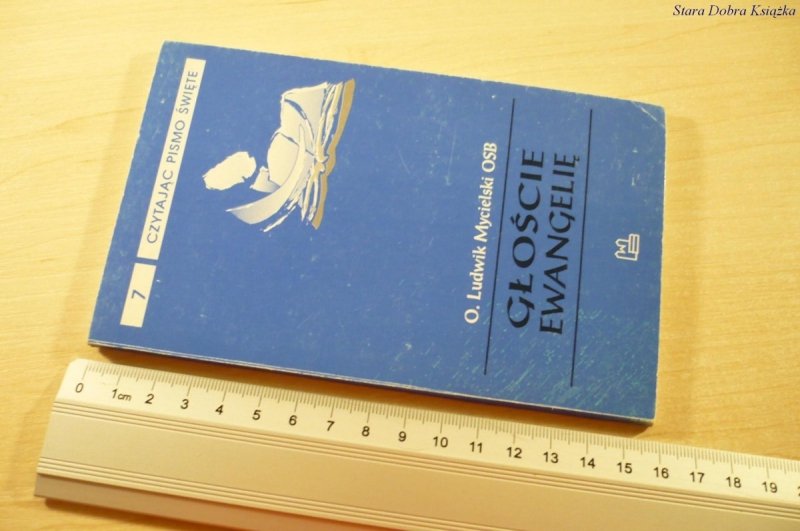 Stara Dobra Książka
7 CZYTAJĄC PISMO ŚWIĘTE
O. Ludwik Mycielski OSB
GŁOŚCIE
EWANGELIĘ
0 1cm 2 3 4 5 6 7 8 9 10 11 12 13 14 15 16 17 18 19